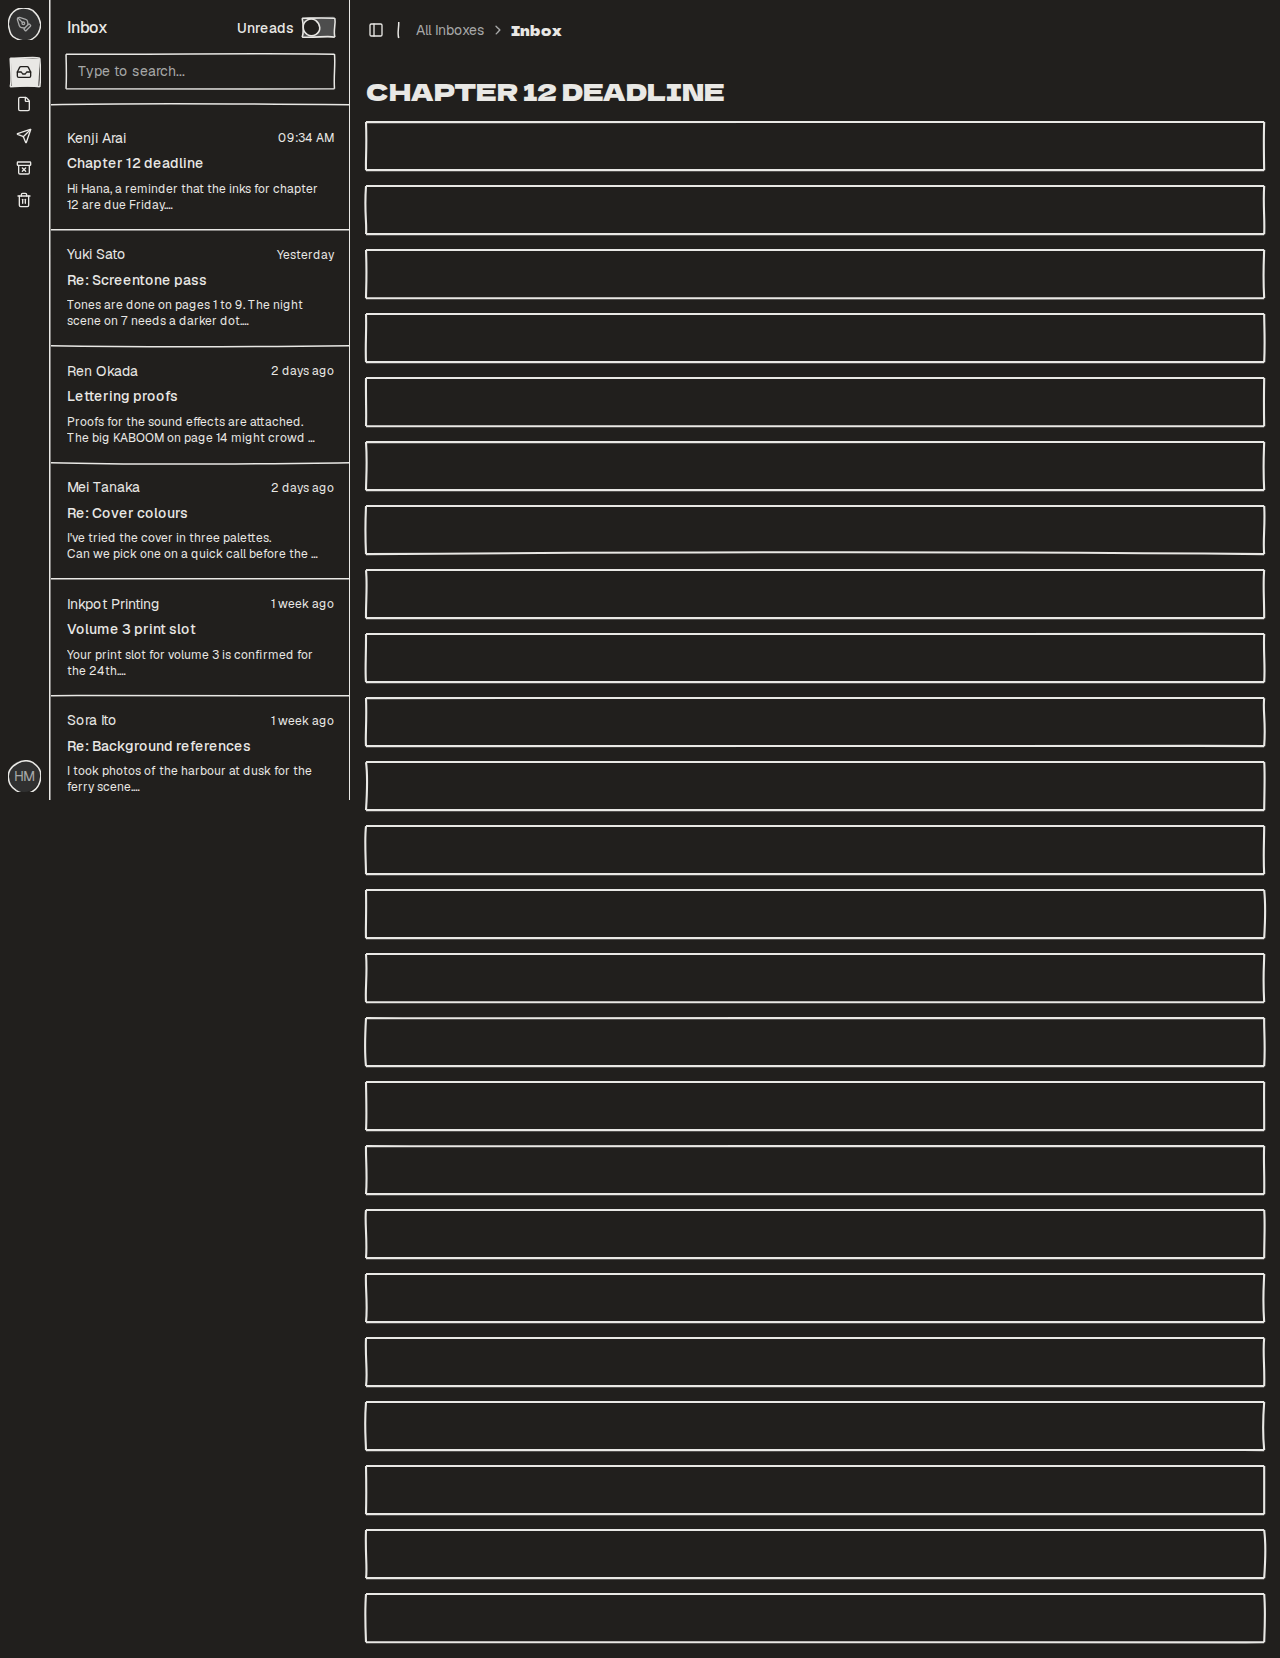 Inbox
Unreads
Type to search...
Kenji Arai
09:34 AM
Chapter 12 deadline
Hi Hana, a reminder that the inks for chapter
12 are due Friday....
Yuki Sato
Yesterday
Re: Screentone pass
Tones are done on pages 1 to 9. The night
scene on 7 needs a darker dot....
Ren Okada
2 days ago
Lettering proofs
Proofs for the sound effects are attached.
The big KABOOM on page 14 might crowd ...
Mei Tanaka
2 days ago
Re: Cover colours
I've tried the cover in three palettes.
Can we pick one on a quick call before the ...
Inkpot Printing
1 week ago
Volume 3 print slot
Your print slot for volume 3 is confirmed for
the 24th....
Sora Ito
1 week ago
Re: Background references
I took photos of the harbour at dusk for the
ferry scene....
HM
All Inboxes > Inbox
CHAPTER 12 DEADLINE